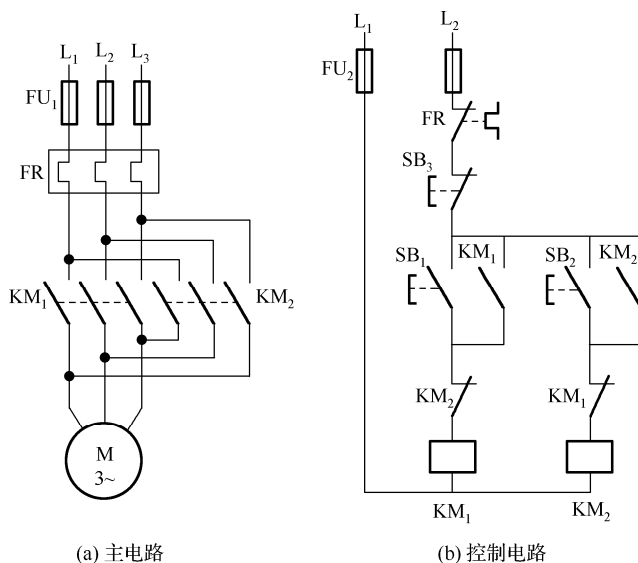 L₁ L₂ L₃
FU₁
FR
KM₁ KM₂
M
3~
(a) 主电路
L₁ L₂
FU₂
FR
SB₃
SB₁ KM₁ SB₂ KM₂
KM₂ KM₁
KM₁ KM₂
(b) 控制电路